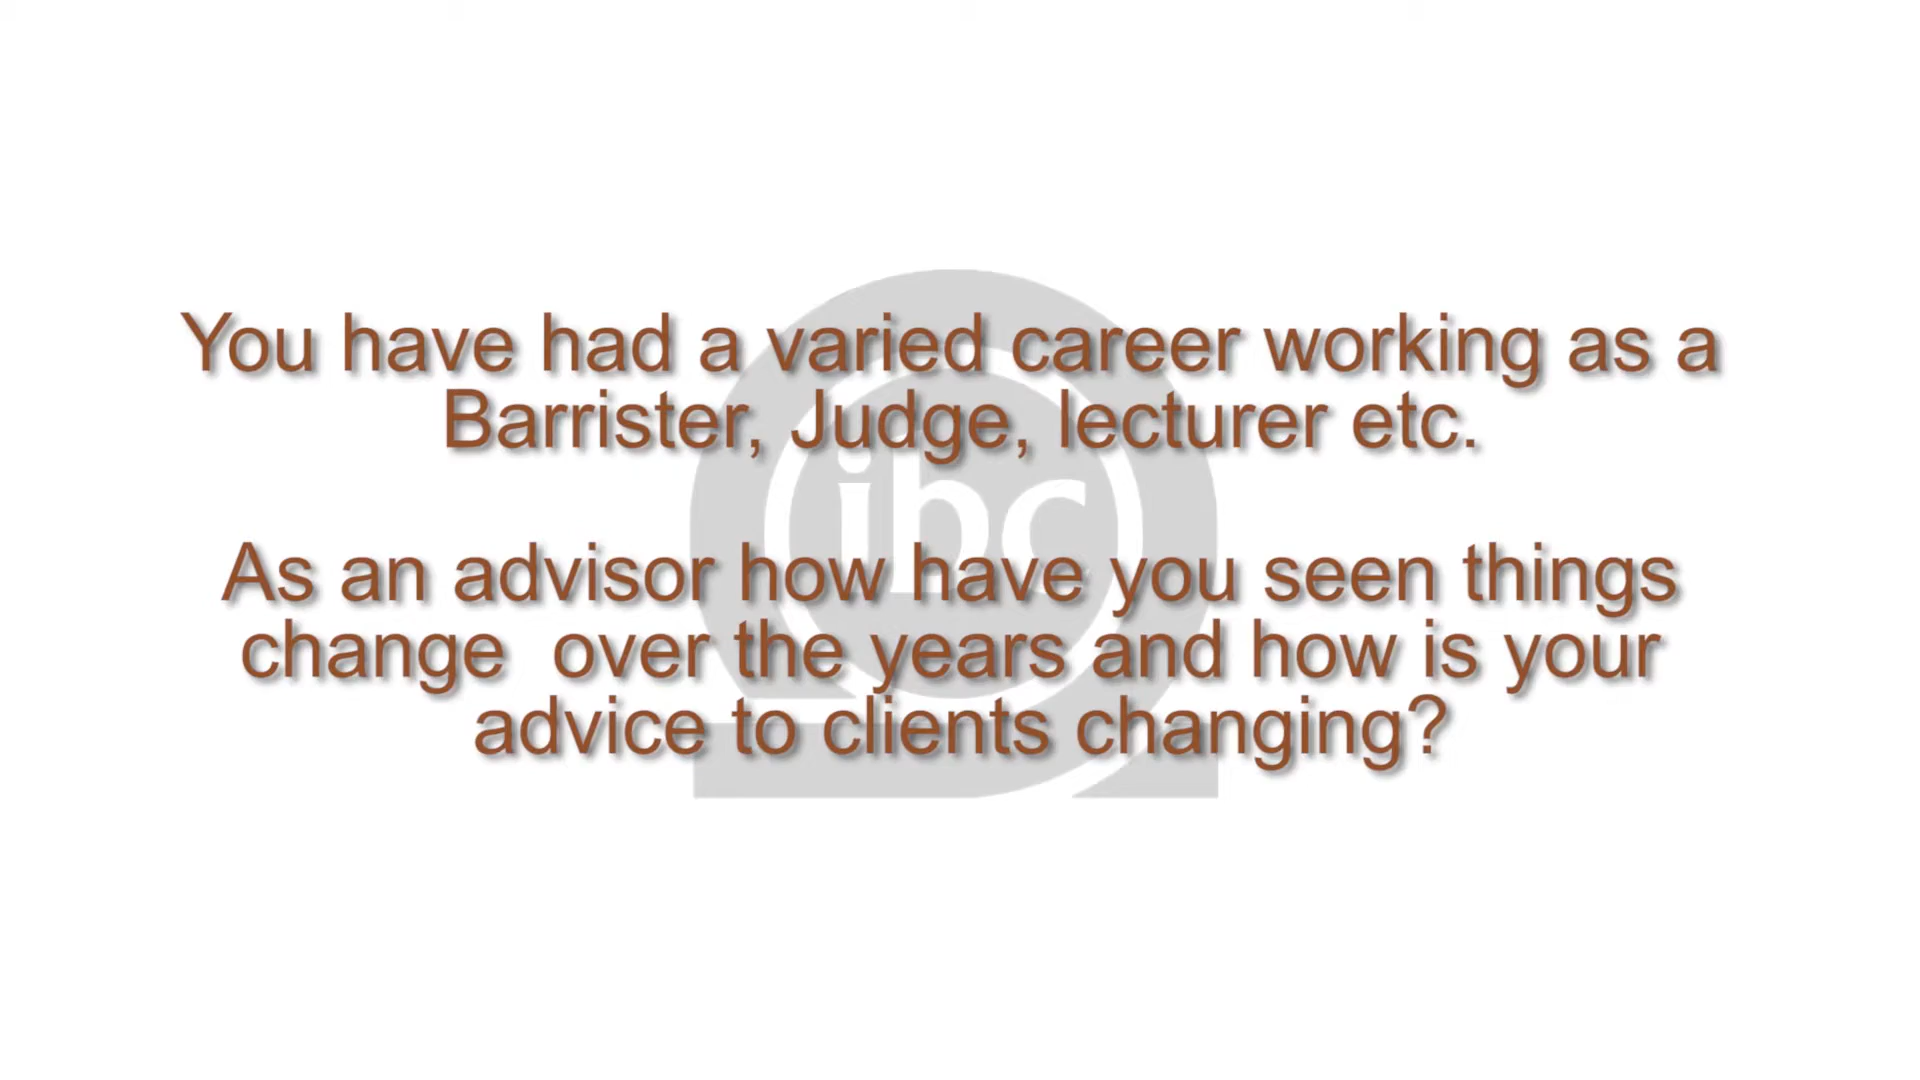 You have had a varied career working as a
Barrister, Judge, lecturer etc.
ibc
As an advisor how have you seen things
change  over the years and how is your
advice to clients changing?